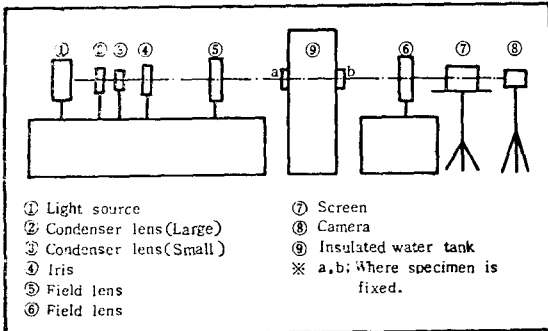 ① ② ③ ④ ⑤ ⑨ ⑥ ⑦ ⑧
a b
① Light source
② Condenser lens(Large)
③ Condenser lens(Small)
④ Iris
⑤ Field lens
⑥ Field lens
⑦ Screen
⑧ Camera
⑨ Insulated water tank
※ a,b; Where specimen is
fixed.